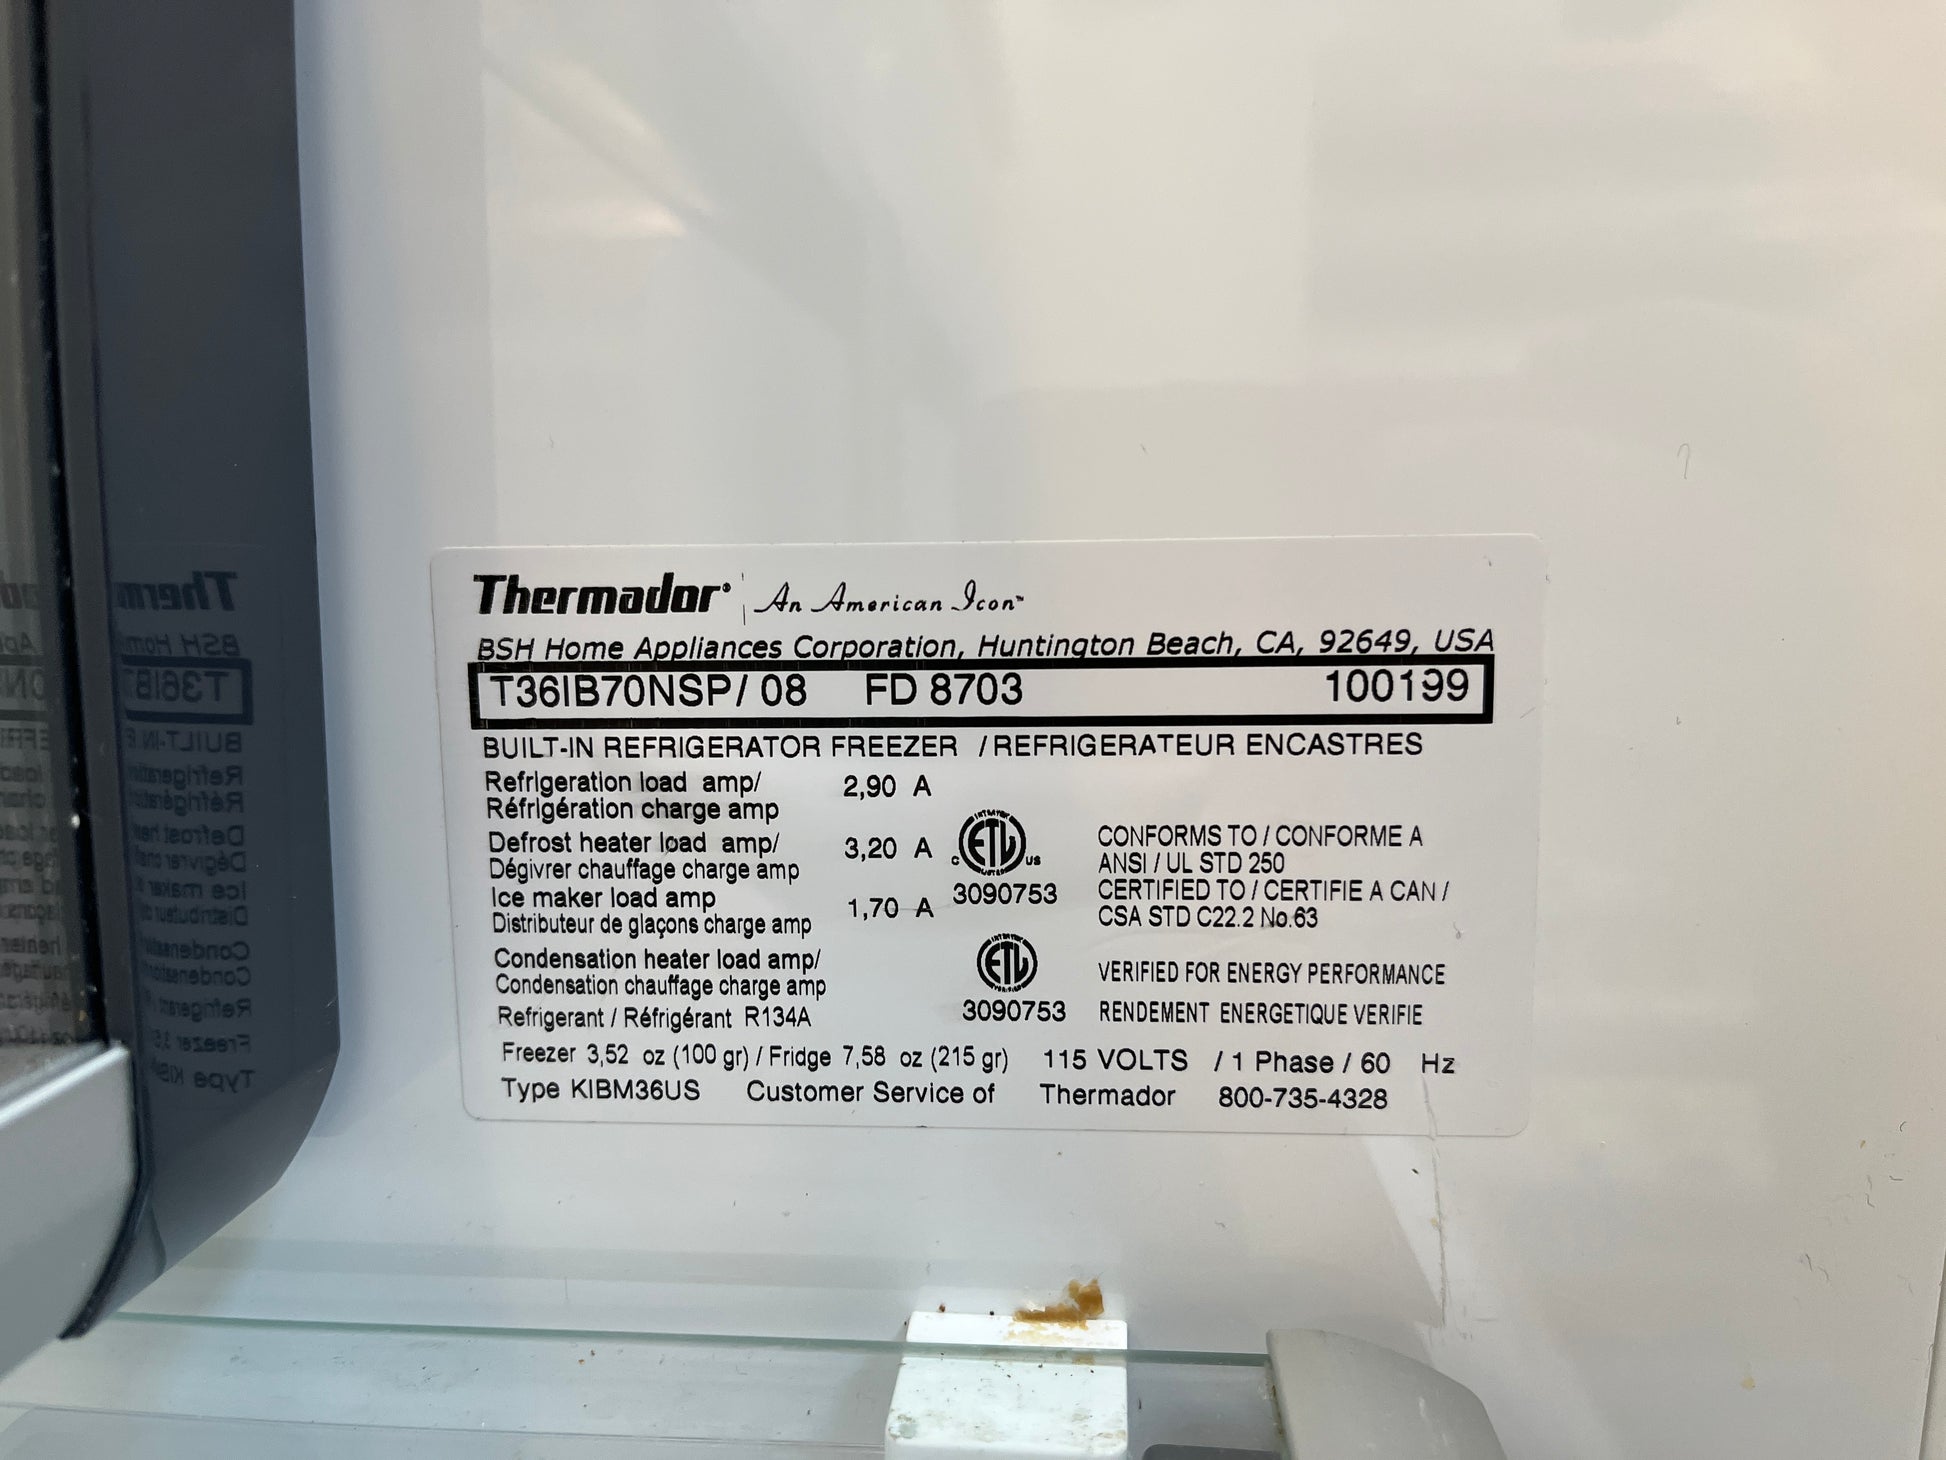 Thermador® An American Icon™
BSH Home Appliances Corporation, Huntington Beach, CA, 92649, USA
T36IB70NSP/ 08 FD 8703 100199
BUILT-IN REFRIGERATOR FREEZER /REFRIGERATEUR ENCASTRES
Refrigeration load amp/ 2,90 A
Réfrigération charge amp
Defrost heater load amp/ 3,20 A
Dégivrer chauffage charge amp
Ice maker load amp 1,70 A
Distributeur de glaçons charge amp
Condensation heater load amp/
Condensation chauffage charge amp
Refrigerant / Réfrigérant R134A
C ETL US
3090753
CONFORMS TO / CONFORME A
ANSI / UL STD 250
CERTIFIED TO / CERTIFIE A CAN /
CSA STD C22.2 No.63
ETL
3090753
VERIFIED FOR ENERGY PERFORMANCE
RENDEMENT ENERGETIQUE VERIFIE
Freezer 3,52 oz (100 gr) / Fridge 7,58 oz (215 gr) 115 VOLTS / 1 Phase / 60 Hz
Type KIBM36US Customer Service of Thermador 800-735-4328